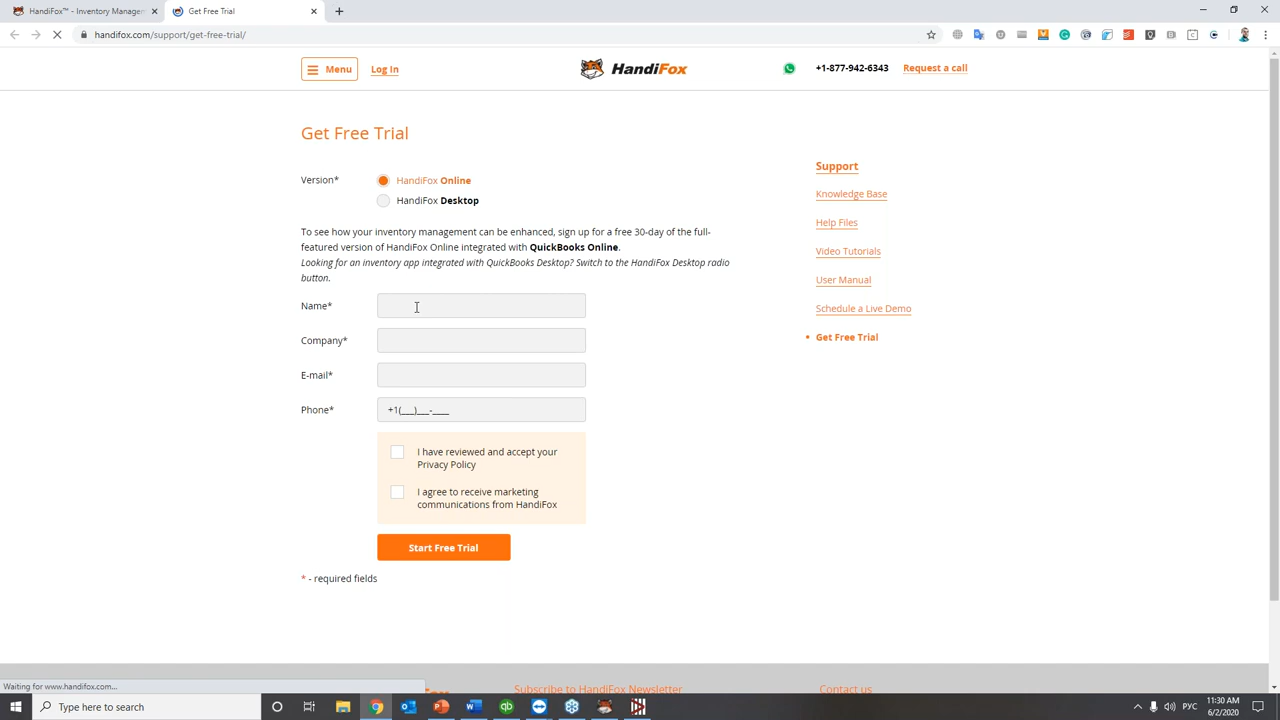 HandiFox™ - Inventory Managem
Get Free Trial
handifox.com/support/get-free-trial/
Menu
Log In
HandiFox
+1-877-942-6343
Request a call
Get Free Trial
Version*
HandiFox Online
HandiFox Desktop
To see how your inventory management can be enhanced, sign up for a free 30-day of the full-
featured version of HandiFox Online integrated with QuickBooks Online.
Looking for an inventory app integrated with QuickBooks Desktop? Switch to the HandiFox Desktop radio
button.
Name*
Company*
E-mail*
Phone*
+1(___)___-____
I have reviewed and accept your
Privacy Policy
I agree to receive marketing
communications from HandiFox
Start Free Trial
* - required fields
Support
Knowledge Base
Help Files
Video Tutorials
User Manual
Schedule a Live Demo
• Get Free Trial
Subscribe to HandiFox Newsletter
Contact us
Waiting for www.handifox.com...
Type here to search
РУС
11:30 AM
6/2/2020